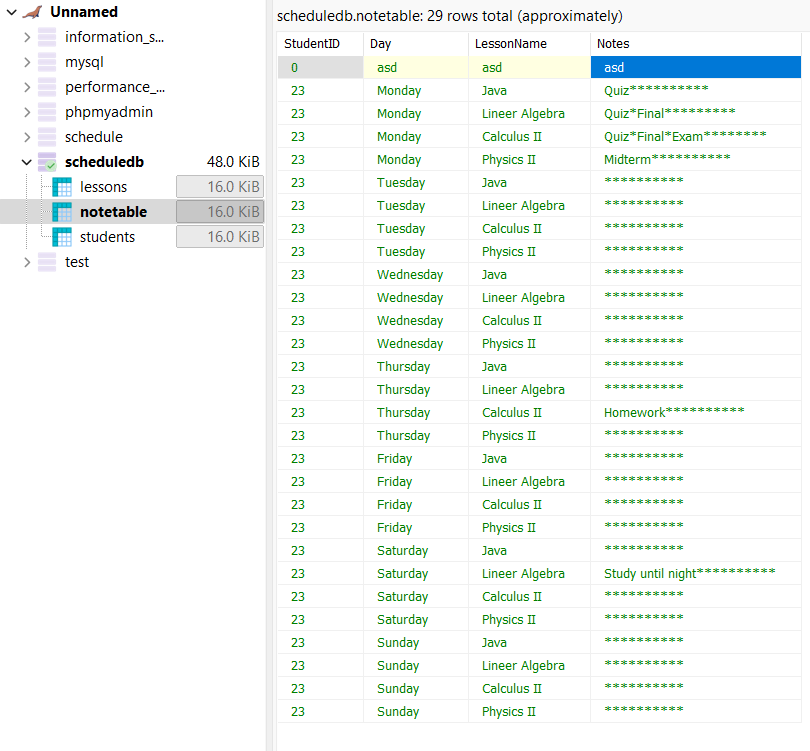 Unnamed
information_s...
mysql
performance_...
phpmyadmin
schedule
scheduledb 48.0 KiB
lessons 16.0 KiB
notetable 16.0 KiB
students 16.0 KiB
test
scheduledb.notetable: 29 rows total (approximately)
StudentID Day LessonName Notes
0 asd asd asd
23 Monday Java Quiz**********
23 Monday Lineer Algebra Quiz*Final*********
23 Monday Calculus II Quiz*Final*Exam********
23 Monday Physics II Midterm**********
23 Tuesday Java **********
23 Tuesday Lineer Algebra **********
23 Tuesday Calculus II **********
23 Tuesday Physics II **********
23 Wednesday Java **********
23 Wednesday Lineer Algebra **********
23 Wednesday Calculus II **********
23 Wednesday Physics II **********
23 Thursday Java **********
23 Thursday Lineer Algebra **********
23 Thursday Calculus II Homework**********
23 Thursday Physics II **********
23 Friday Java **********
23 Friday Lineer Algebra **********
23 Friday Calculus II **********
23 Friday Physics II **********
23 Saturday Java **********
23 Saturday Lineer Algebra Study until night**********
23 Saturday Calculus II **********
23 Saturday Physics II **********
23 Sunday Java **********
23 Sunday Lineer Algebra **********
23 Sunday Calculus II **********
23 Sunday Physics II **********